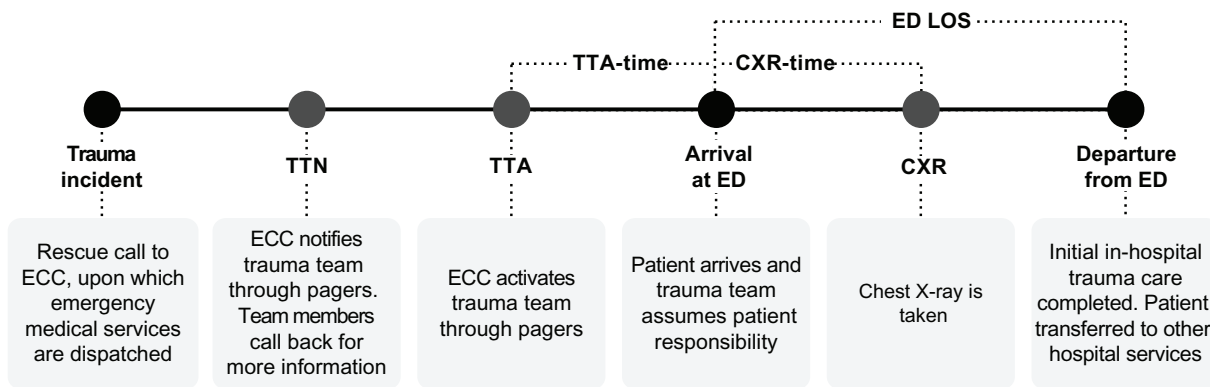 ED LOS
TTA-time
CXR-time
Trauma
incident
TTN
TTA
Arrival
at ED
CXR
Departure
from ED
Rescue call to
ECC, upon which
emergency
medical services
are dispatched
ECC notifies
trauma team
through pagers.
Team members
call back for
more information
ECC activates
trauma team
through pagers
Patient arrives and
trauma team
assumes patient
responsibility
Chest X-ray is
taken
Initial in-hospital
trauma care
completed. Patient
transferred to other
hospital services